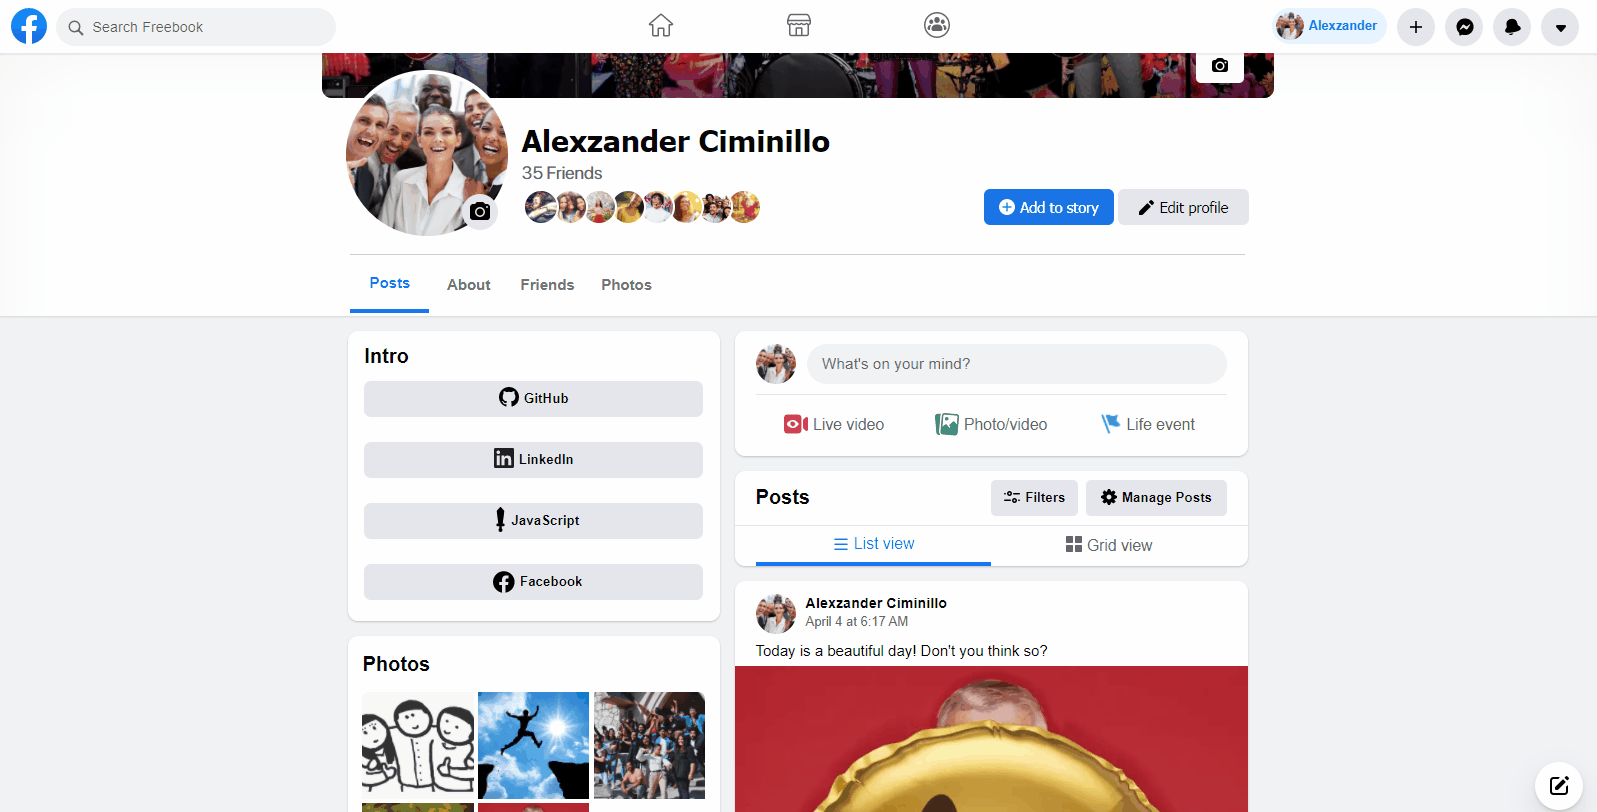 Search Freebook
Alexzander
Alexzander Ciminillo
35 Friends
Add to story
Edit profile
Posts
About
Friends
Photos
Intro
GitHub
LinkedIn
JavaScript
Facebook
Photos
What's on your mind?
Live video
Photo/video
Life event
Posts
Filters
Manage Posts
List view
Grid view
Alexzander Ciminillo
April 4 at 6:17 AM
Today is a beautiful day! Don't you think so?